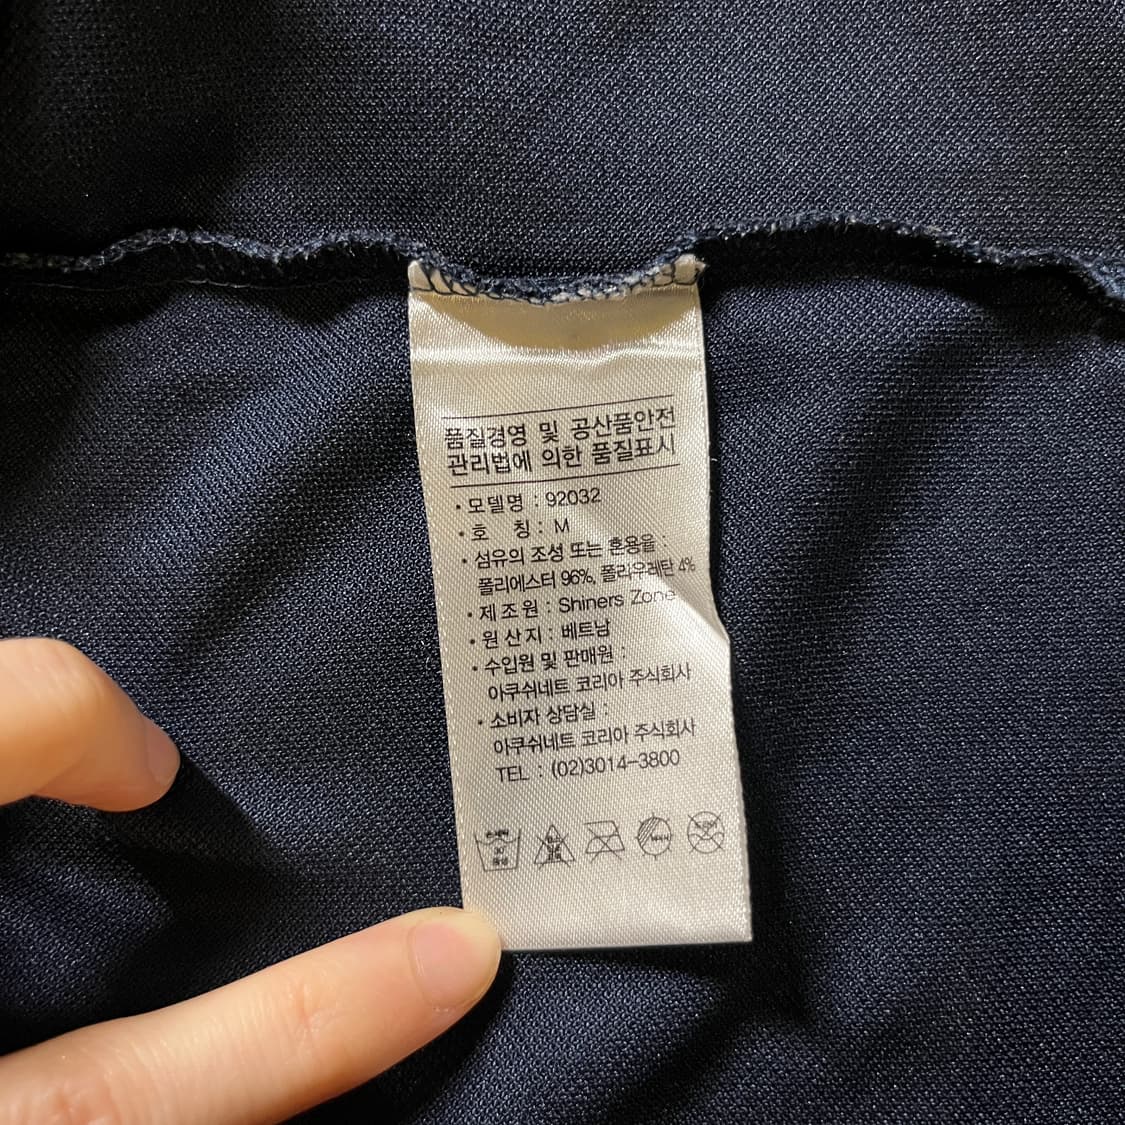 품질경영 및 공산품안전
관리법에 의한 품질표시
· 모델명 : 92032
· 호 칭 : M
· 섬유의 조성 또는 혼용율 :
폴리에스터 96%, 폴리우레탄 4%
· 제조원 : Shiners Zone
· 원산지 : 베트남
· 수입원 및 판매원 :
아쿠쉬네트 코리아 주식회사
· 소비자 상담실 :
아쿠쉬네트 코리아 주식회사
TEL : (02)3014-3800